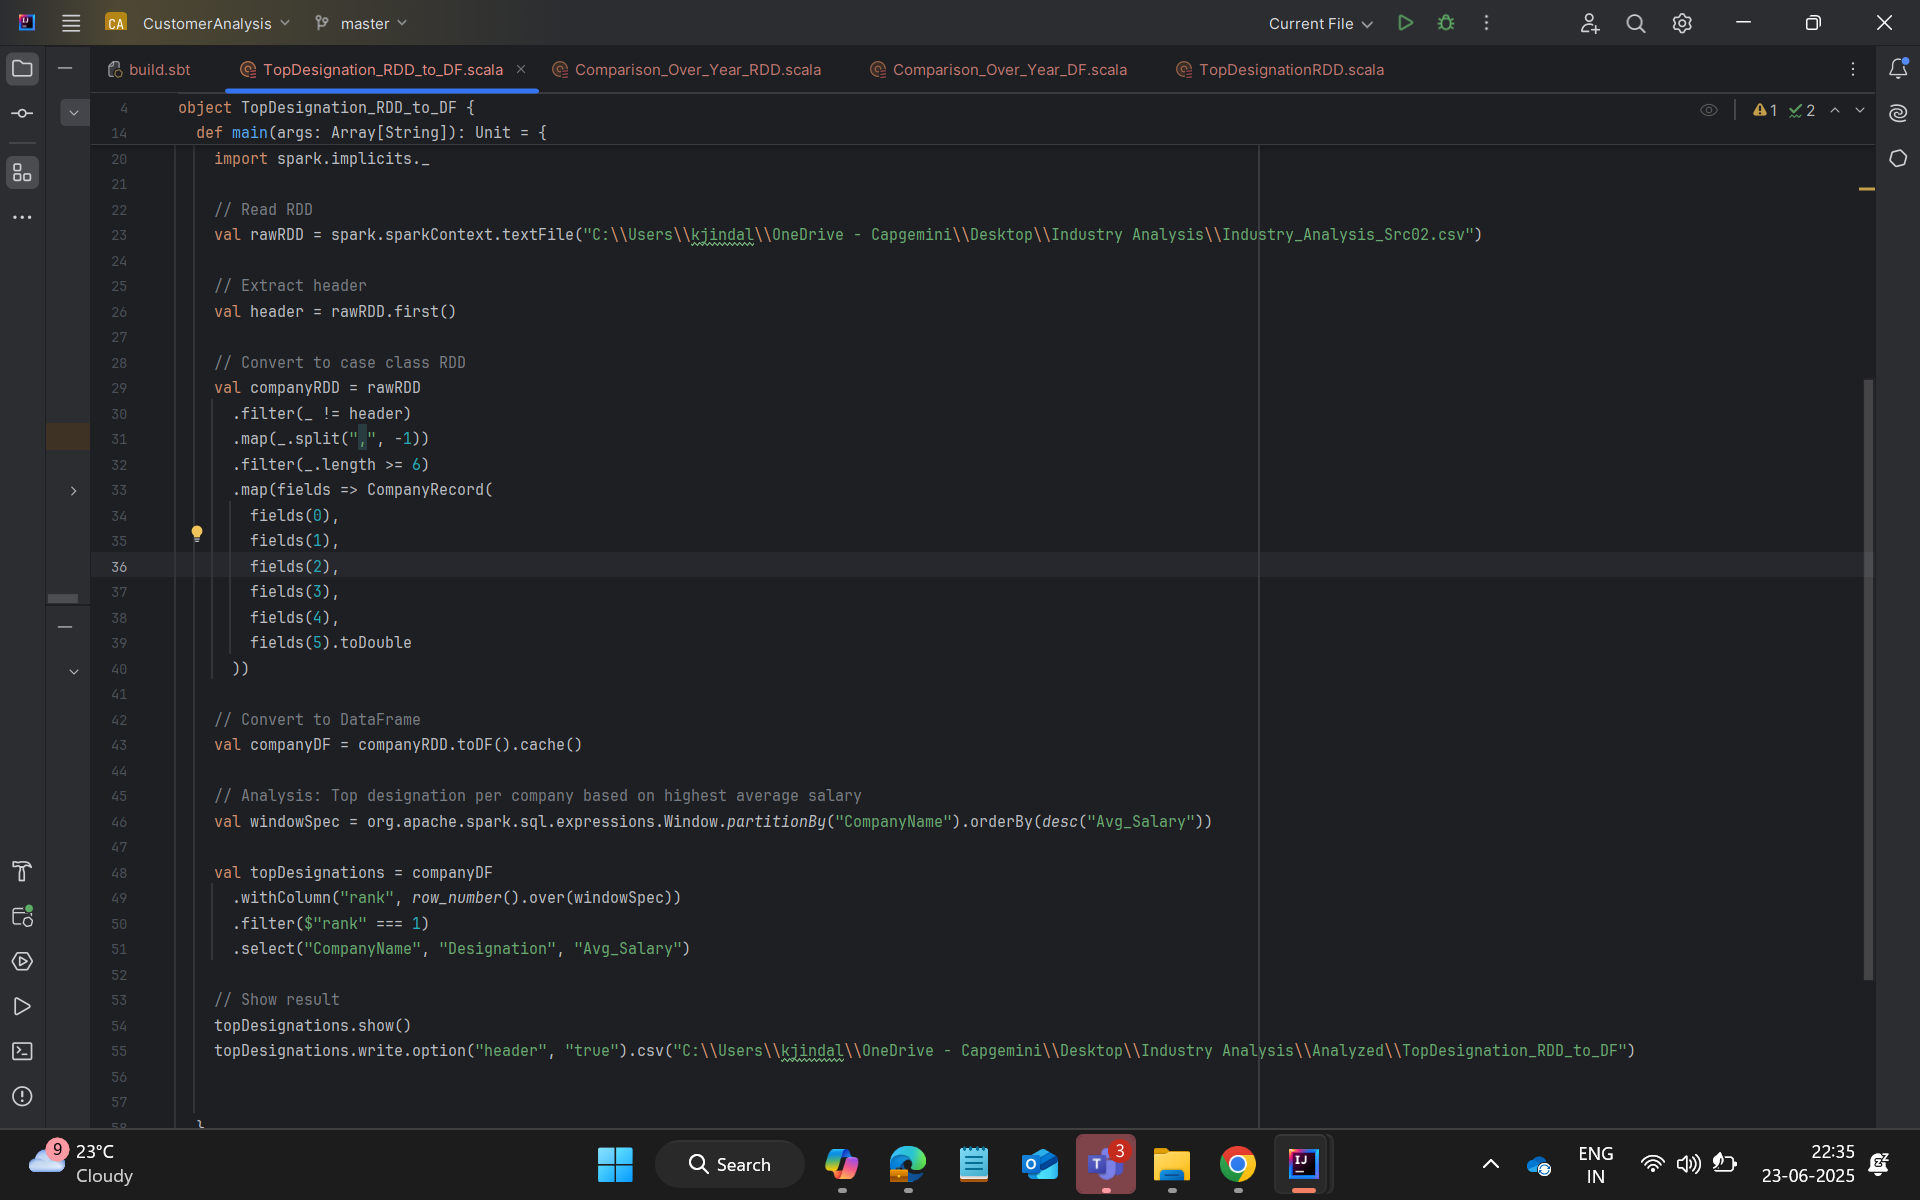 CA CustomerAnalysis master Current File
build.sbt TopDesignation_RDD_to_DF.scala Comparison_Over_Year_RDD.scala Comparison_Over_Year_DF.scala TopDesignationRDD.scala
4 object TopDesignation_RDD_to_DF { 1 2
14 def main(args: Array[String]): Unit = {
20 import spark.implicits._
21
22 // Read RDD
23 val rawRDD = spark.sparkContext.textFile("C:\\Users\\kjindal\\OneDrive - Capgemini\\Desktop\\Industry Analysis\\Industry_Analysis_Src02.csv")
24
25 // Extract header
26 val header = rawRDD.first()
27
28 // Convert to case class RDD
29 val companyRDD = rawRDD
30 .filter(_ != header)
31 .map(_.split(",", -1))
32 .filter(_.length >= 6)
33 .map(fields => CompanyRecord(
34 fields(0),
35 fields(1),
36 fields(2),
37 fields(3),
38 fields(4),
39 fields(5).toDouble
40 ))
41
42 // Convert to DataFrame
43 val companyDF = companyRDD.toDF().cache()
44
45 // Analysis: Top designation per company based on highest average salary
46 val windowSpec = org.apache.spark.sql.expressions.Window.partitionBy("CompanyName").orderBy(desc("Avg_Salary"))
47
48 val topDesignations = companyDF
49 .withColumn("rank", row_number().over(windowSpec))
50 .filter($"rank" === 1)
51 .select("CompanyName", "Designation", "Avg_Salary")
52
53 // Show result
54 topDesignations.show()
55 topDesignations.write.option("header", "true").csv("C:\\Users\\kjindal\\OneDrive - Capgemini\\Desktop\\Industry Analysis\\Analyzed\\TopDesignation_RDD_to_DF")
56
57
58 }
9 23°C
Cloudy
Search
3
ENG
IN
22:35
23-06-2025